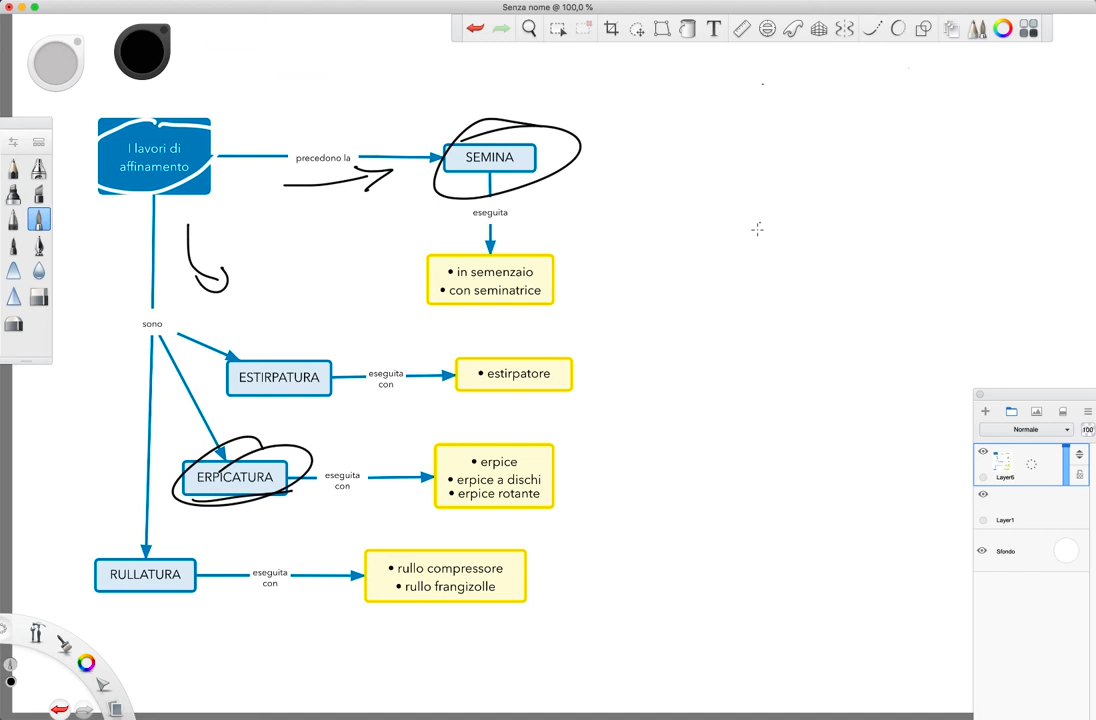 Senza nome @ 100,0 %
T
I lavori di
affinamento
precedono la
SEMINA
eseguita
• in semenzaio
• con seminatrice
sono
ESTIRPATURA
eseguita
con
• estirpatore
ERPICATURA
eseguita
con
• erpice
• erpice a dischi
• erpice rotante
RULLATURA
eseguita
con
• rullo compressore
• rullo frangizolle
Normale
100
Layer6
Layer1
Sfondo